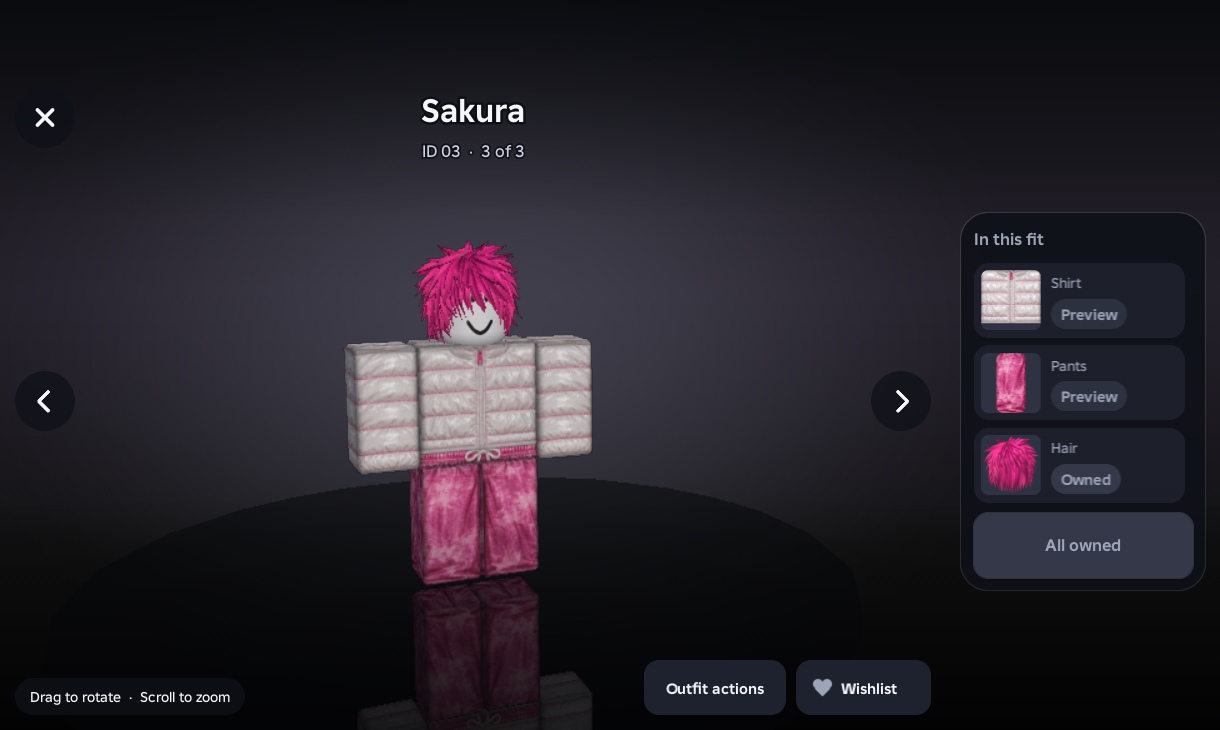 Sakura
ID 03 · 3 of 3
In this fit
Shirt
Preview
Pants
Preview
Hair
Owned
All owned
Outfit actions
Wishlist
Drag to rotate · Scroll to zoom